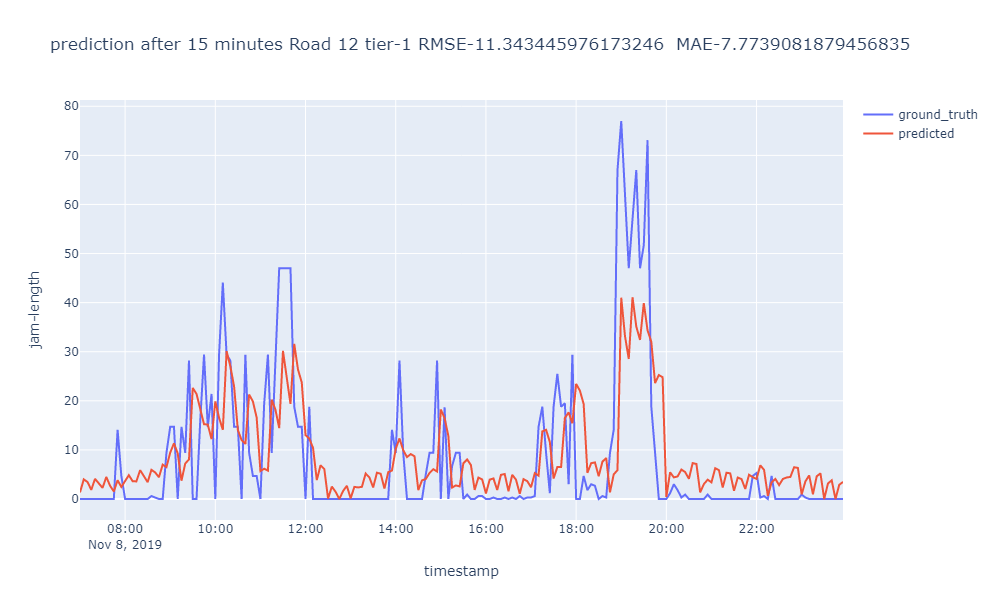 prediction after 15 minutes Road 12 tier-1 RMSE-11.343445976173246  MAE-7.7739081879456835
ground_truth
predicted
80
70
60
50
40
30
20
10
0
jam-length
08:00 10:00 12:00 14:00 16:00 18:00 20:00 22:00
Nov 8, 2019
timestamp